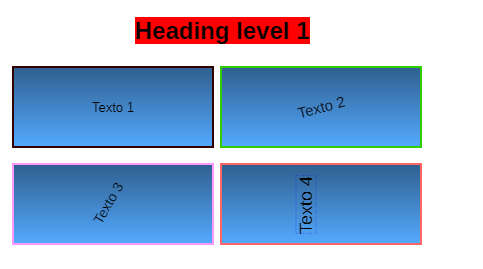 Heading level 1
Texto 1
Texto 2
Texto 3
Texto 4